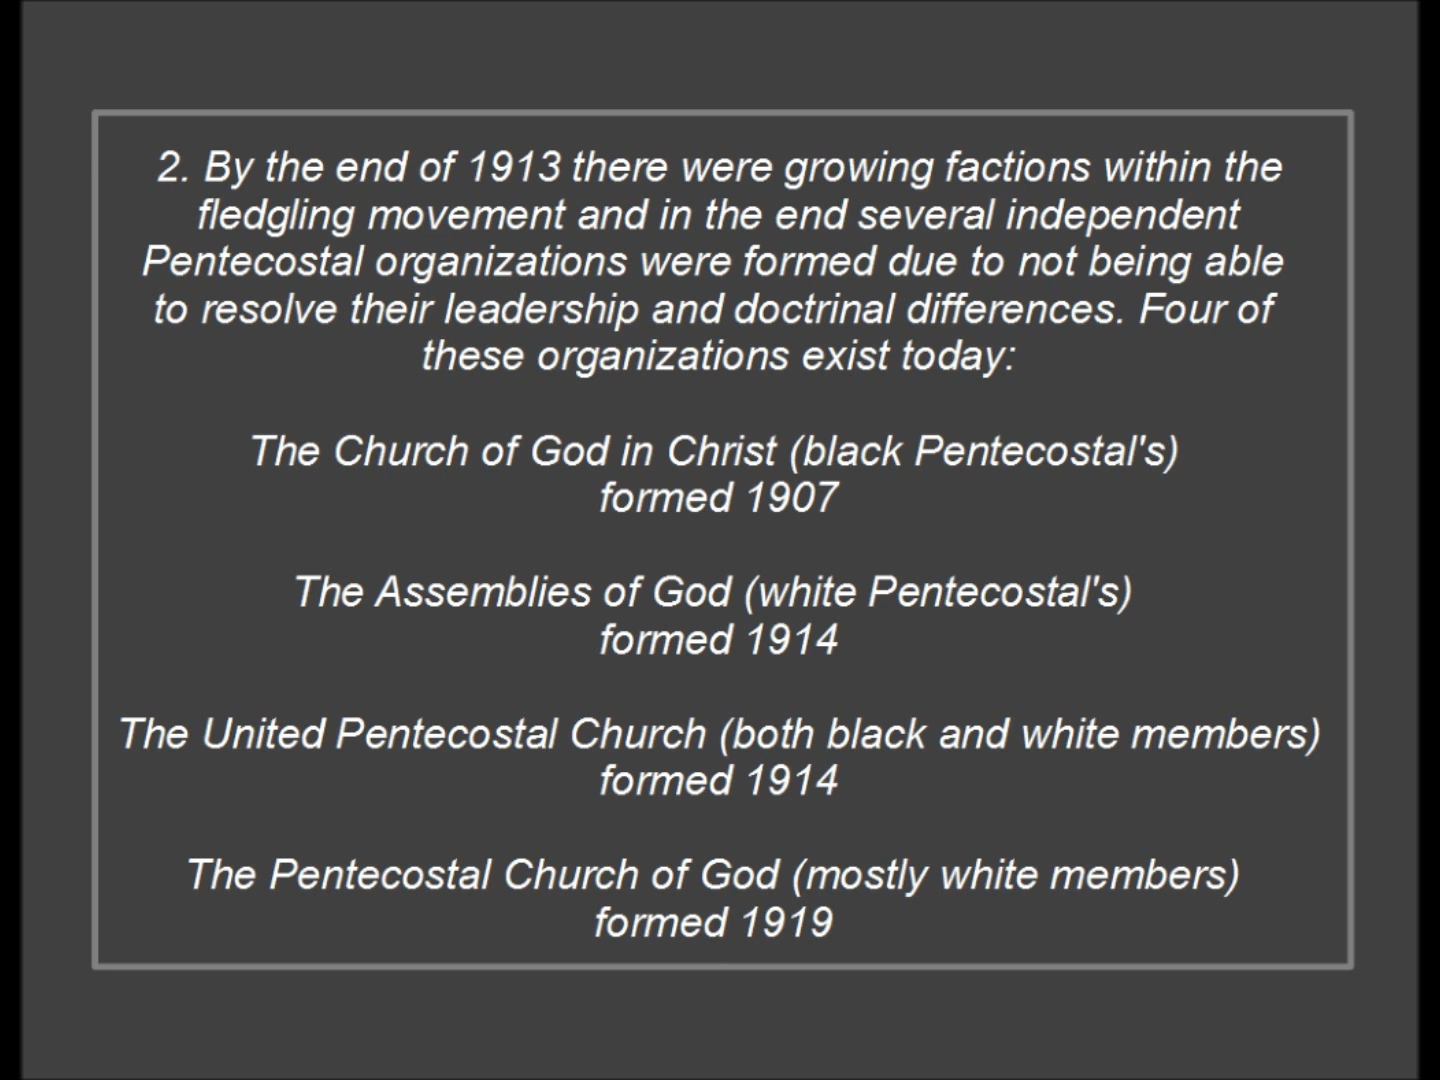 2. By the end of 1913 there were growing factions within the
fledgling movement and in the end several independent
Pentecostal organizations were formed due to not being able
to resolve their leadership and doctrinal differences. Four of
these organizations exist today:
The Church of God in Christ (black Pentecostal's)
formed 1907
The Assemblies of God (white Pentecostal's)
formed 1914
The United Pentecostal Church (both black and white members)
formed 1914
The Pentecostal Church of God (mostly white members)
formed 1919